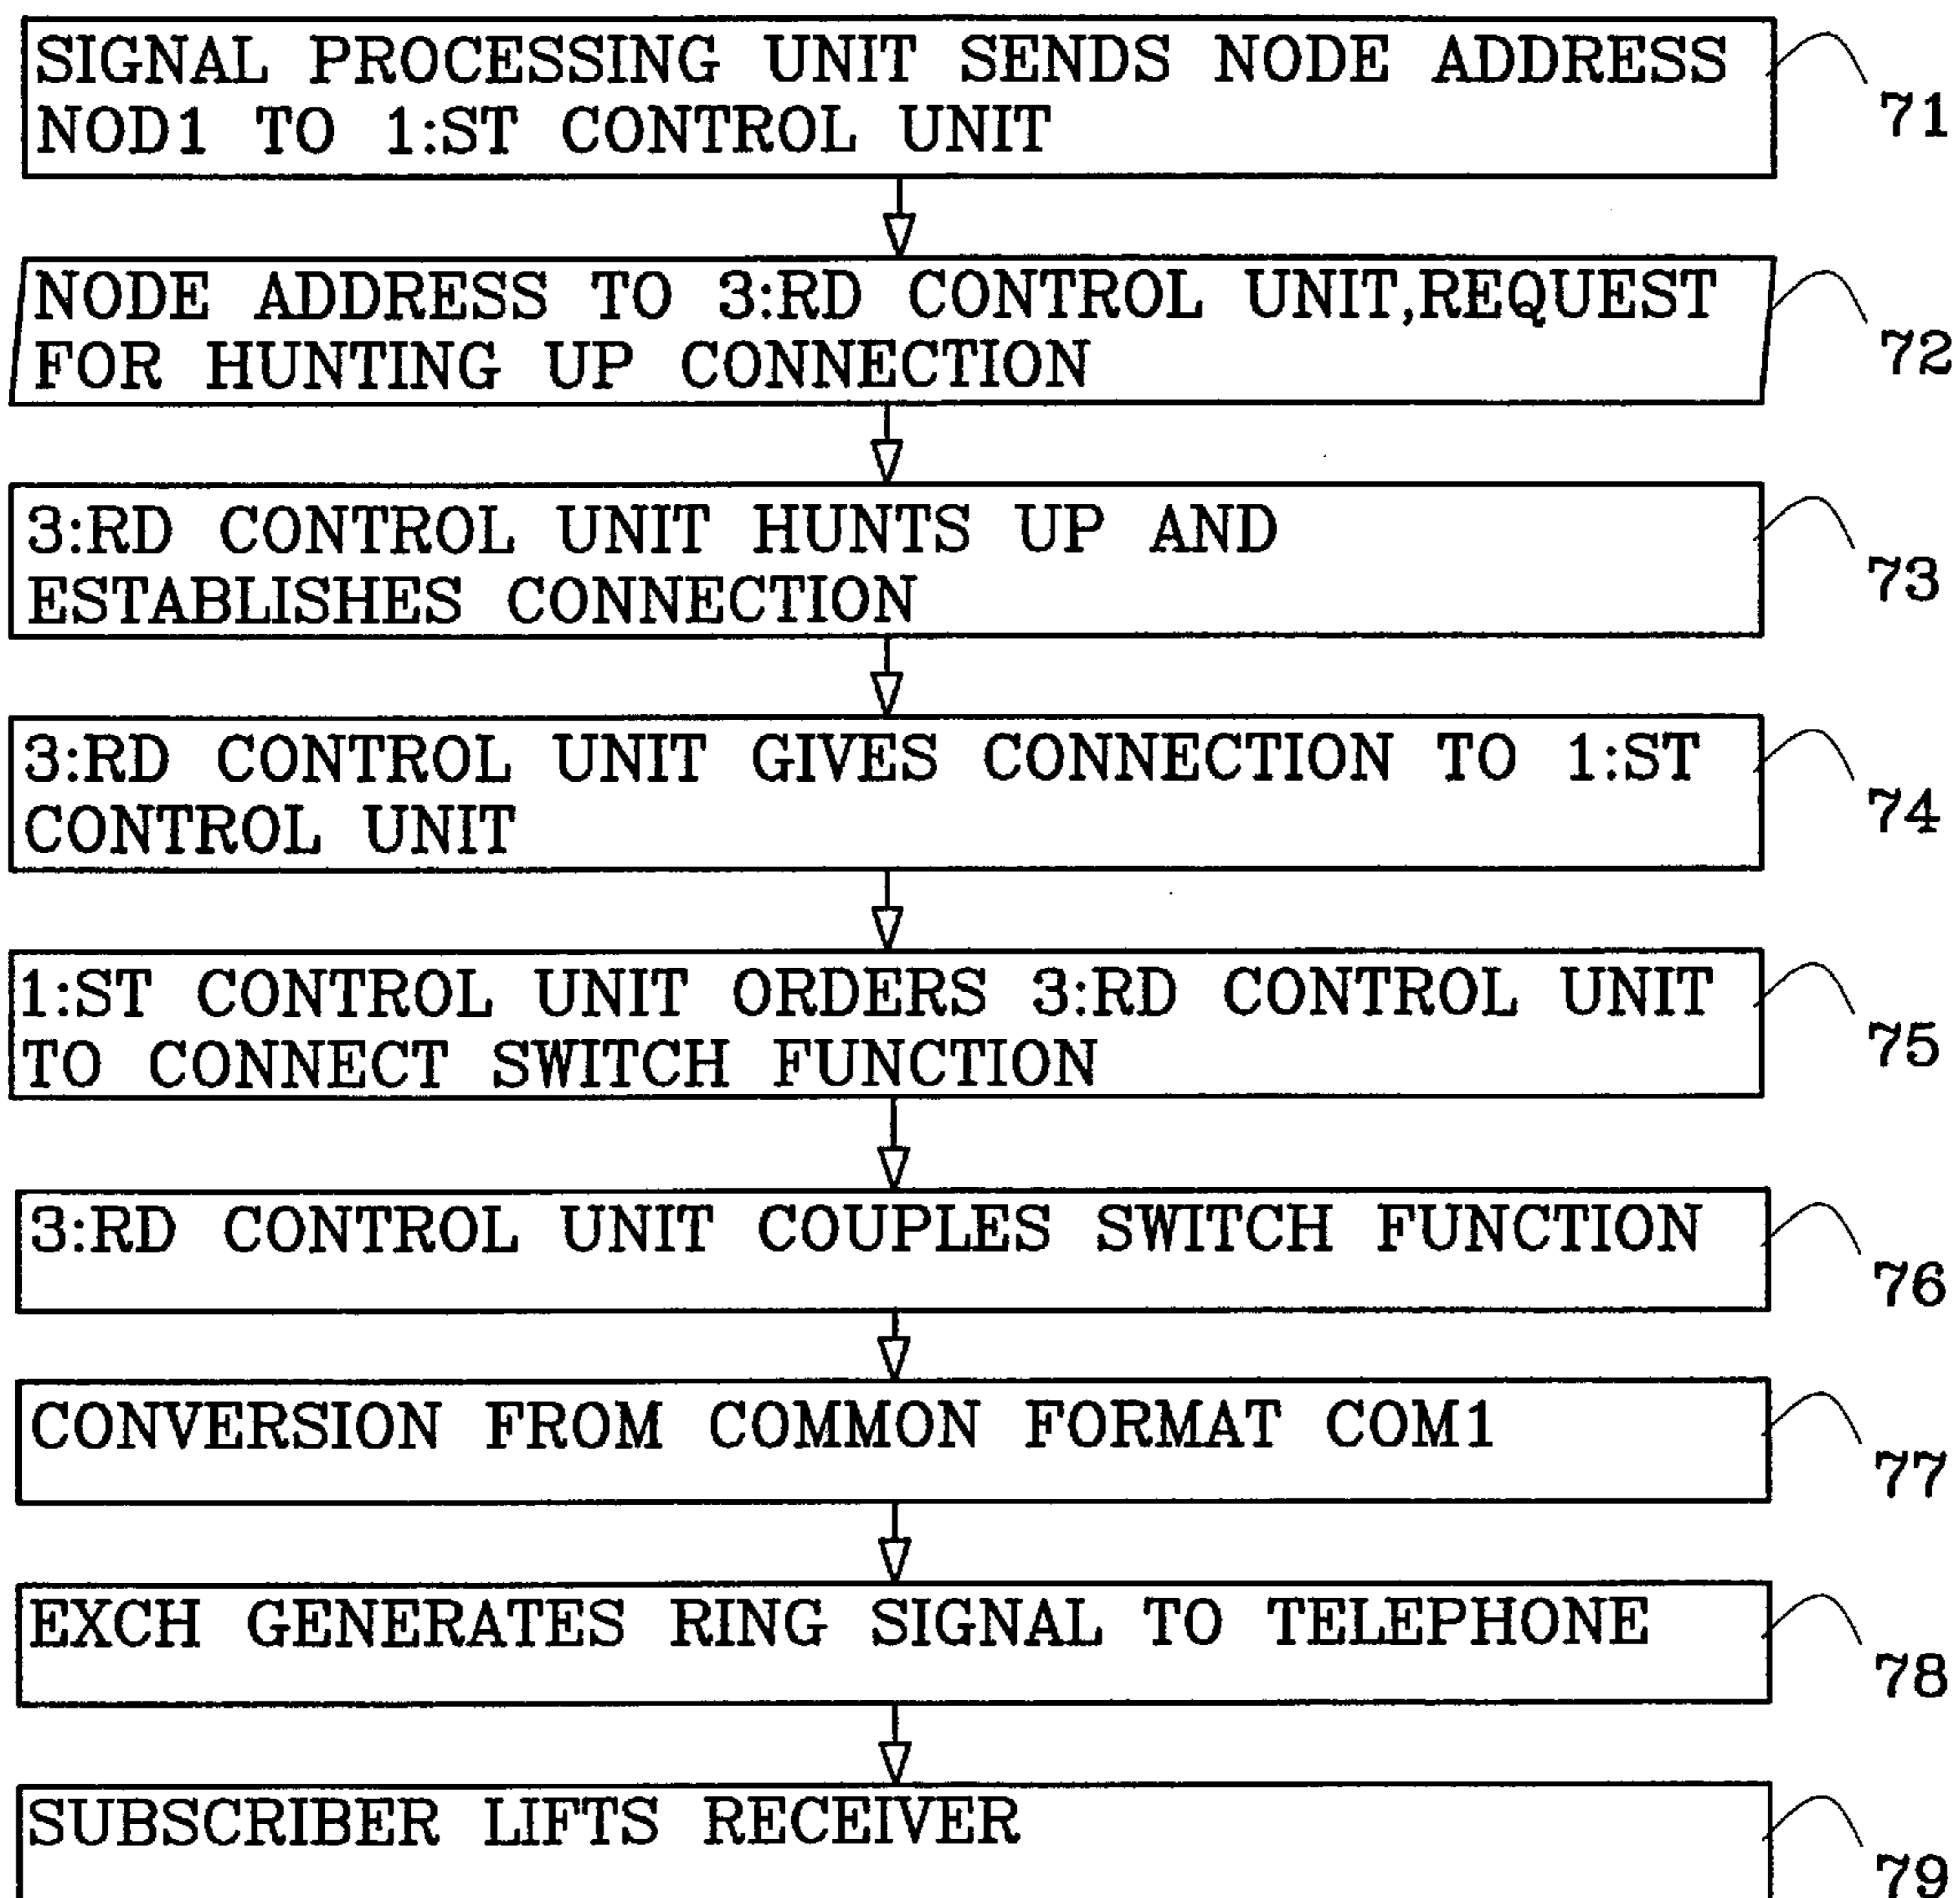 SIGNAL PROCESSING UNIT SENDS NODE ADDRESS
NOD1 TO 1:ST CONTROL UNIT
71
NODE ADDRESS TO 3:RD CONTROL UNIT,REQUEST
FOR HUNTING UP CONNECTION
72
3:RD CONTROL UNIT HUNTS UP AND
ESTABLISHES CONNECTION
73
3:RD CONTROL UNIT GIVES CONNECTION TO 1:ST
CONTROL UNIT
74
1:ST CONTROL UNIT ORDERS 3:RD CONTROL UNIT
TO CONNECT SWITCH FUNCTION
75
3:RD CONTROL UNIT COUPLES SWITCH FUNCTION
76
CONVERSION FROM COMMON FORMAT COM1
77
EXCH GENERATES RING SIGNAL TO TELEPHONE
78
SUBSCRIBER LIFTS RECEIVER
79